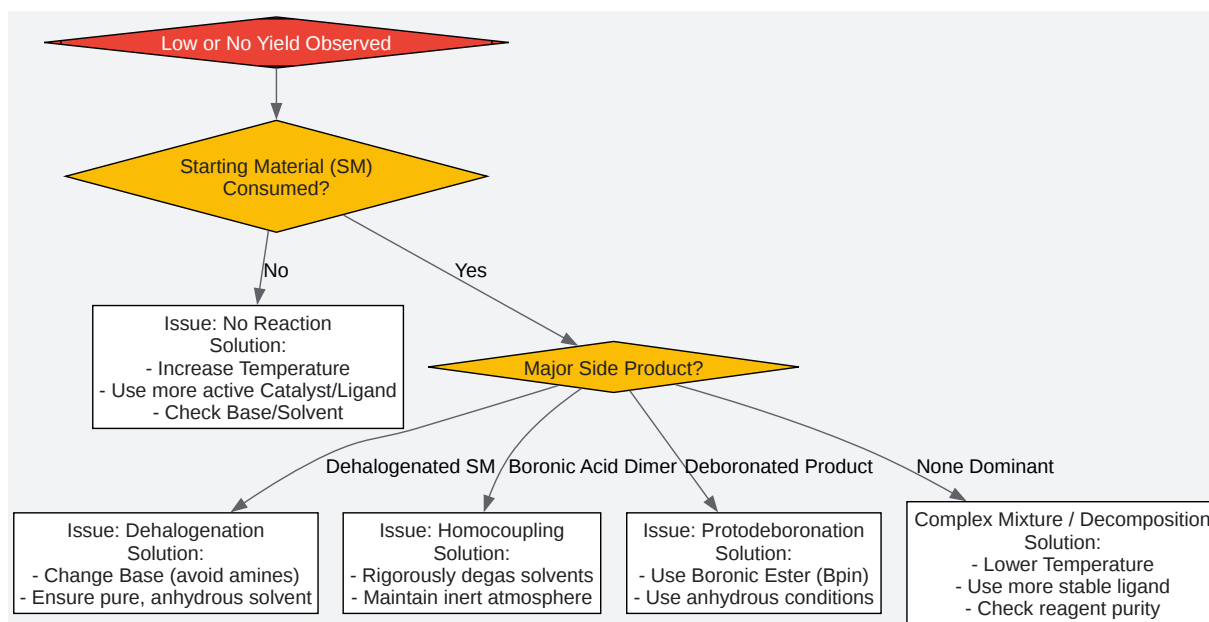 Low or No Yield Observed
Starting Material (SM)
Consumed?
No
Yes
Issue: No Reaction
Solution:
- Increase Temperature
- Use more active Catalyst/Ligand
- Check Base/Solvent
Major Side Product?
Dehalogenated SM
Boronic Acid Dimer
Deboronated Product
None Dominant
Issue: Dehalogenation
Solution:
- Change Base (avoid amines)
- Ensure pure, anhydrous solvent
Issue: Homocoupling
Solution:
- Rigorously degas solvents
- Maintain inert atmosphere
Issue: Protodeboronation
Solution:
- Use Boronic Ester (Bpin)
- Use anhydrous conditions
Complex Mixture / Decomposition
Solution:
- Lower Temperature
- Use more stable ligand
- Check reagent purity